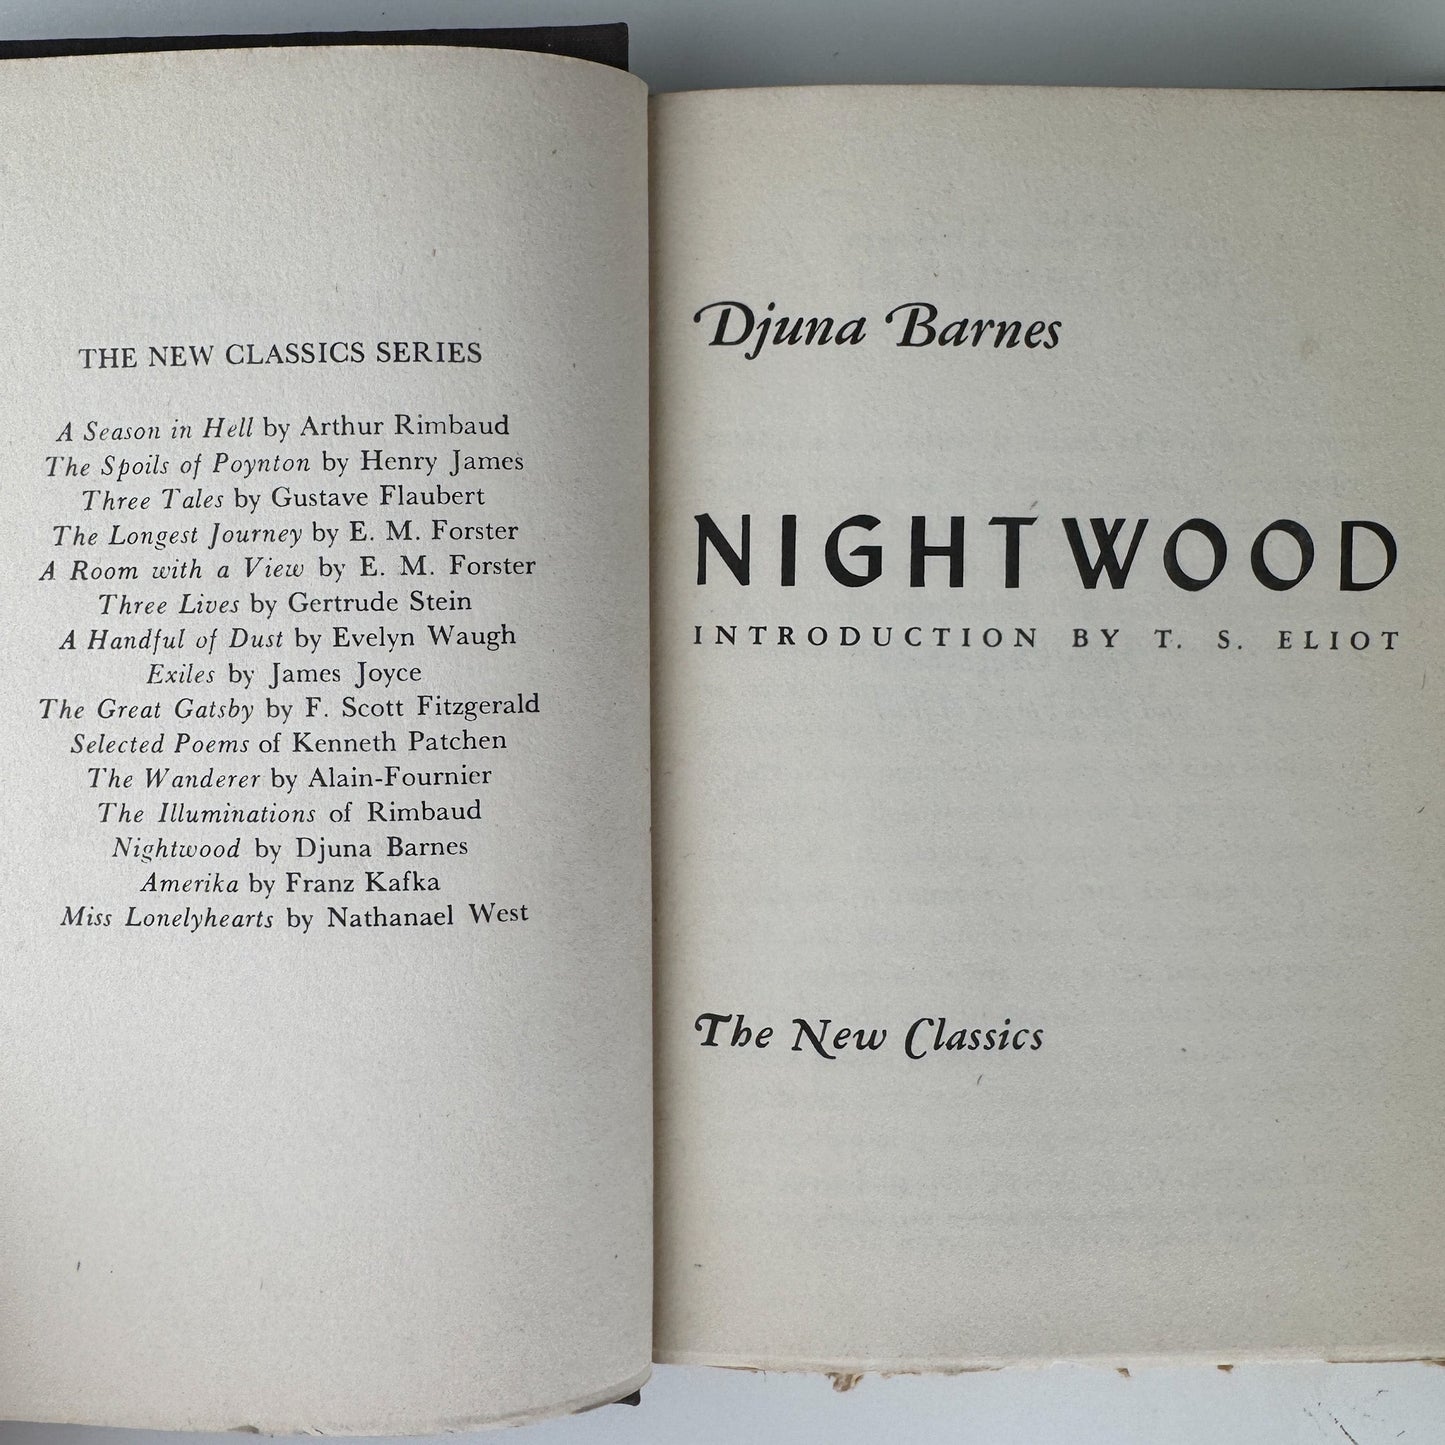 THE NEW CLASSICS SERIES
A Season in Hell by Arthur Rimbaud
The Spoils of Poynton by Henry James
Three Tales by Gustave Flaubert
The Longest Journey by E. M. Forster
A Room with a View by E. M. Forster
Three Lives by Gertrude Stein
A Handful of Dust by Evelyn Waugh
Exiles by James Joyce
The Great Gatsby by F. Scott Fitzgerald
Selected Poems of Kenneth Patchen
The Wanderer by Alain-Fournier
The Illuminations of Rimbaud
Nightwood by Djuna Barnes
Amerika by Franz Kafka
Miss Lonelyhearts by Nathanael West
Djuna Barnes
NIGHTWOOD
INTRODUCTION BY T. S. ELIOT
The New Classics